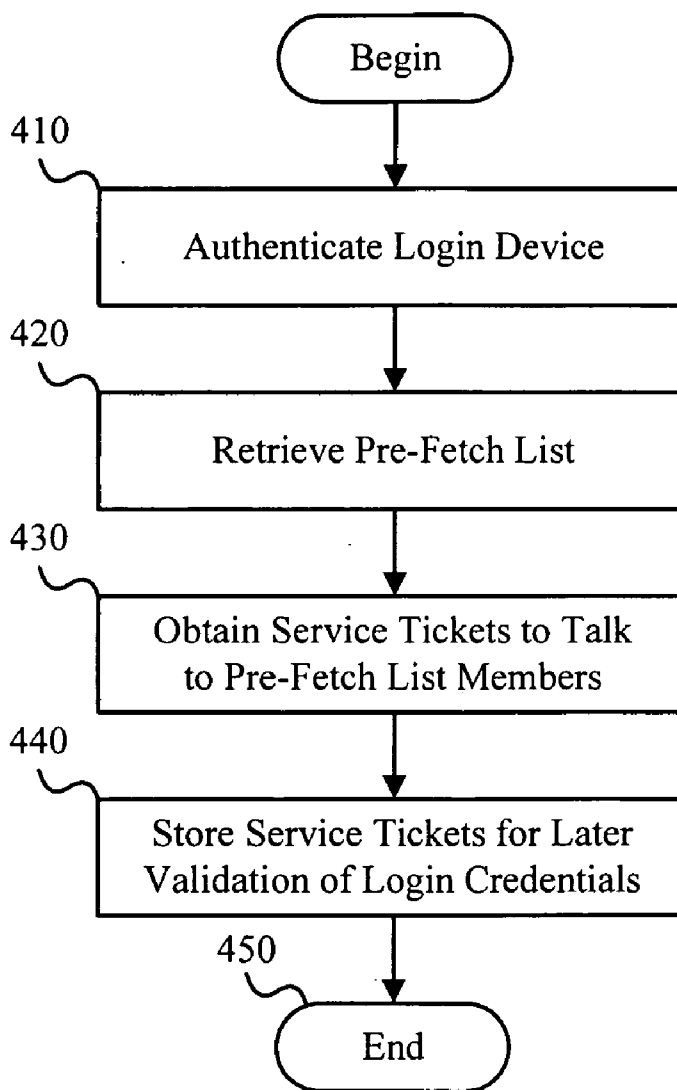 Begin
410
Authenticate Login Device
420
Retrieve Pre-Fetch List
430
Obtain Service Tickets to Talk
to Pre-Fetch List Members
440
Store Service Tickets for Later
Validation of Login Credentials
450
End